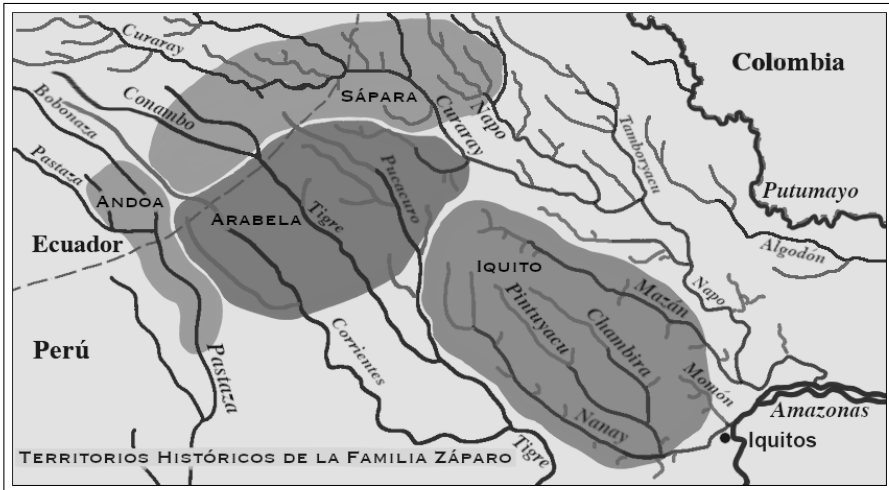 Curaray
Colombia
SÁPARA
Napo
Conambo
Bobonaza
Curaray
Tamboryacu
Pastaza
Pucacuro
Putumayo
ANDOA
ARABELA
Tigre
Ecuador
Algodón
IQUITO
Mazán
Napo
Pintuyacu
Chambira
Perú
Corrientes
Pastaza
Momón
Amazonas
Nanay
Iquitos
Tigre
TERRITORIOS HISTÓRICOS DE LA FAMILIA ZÁPARO